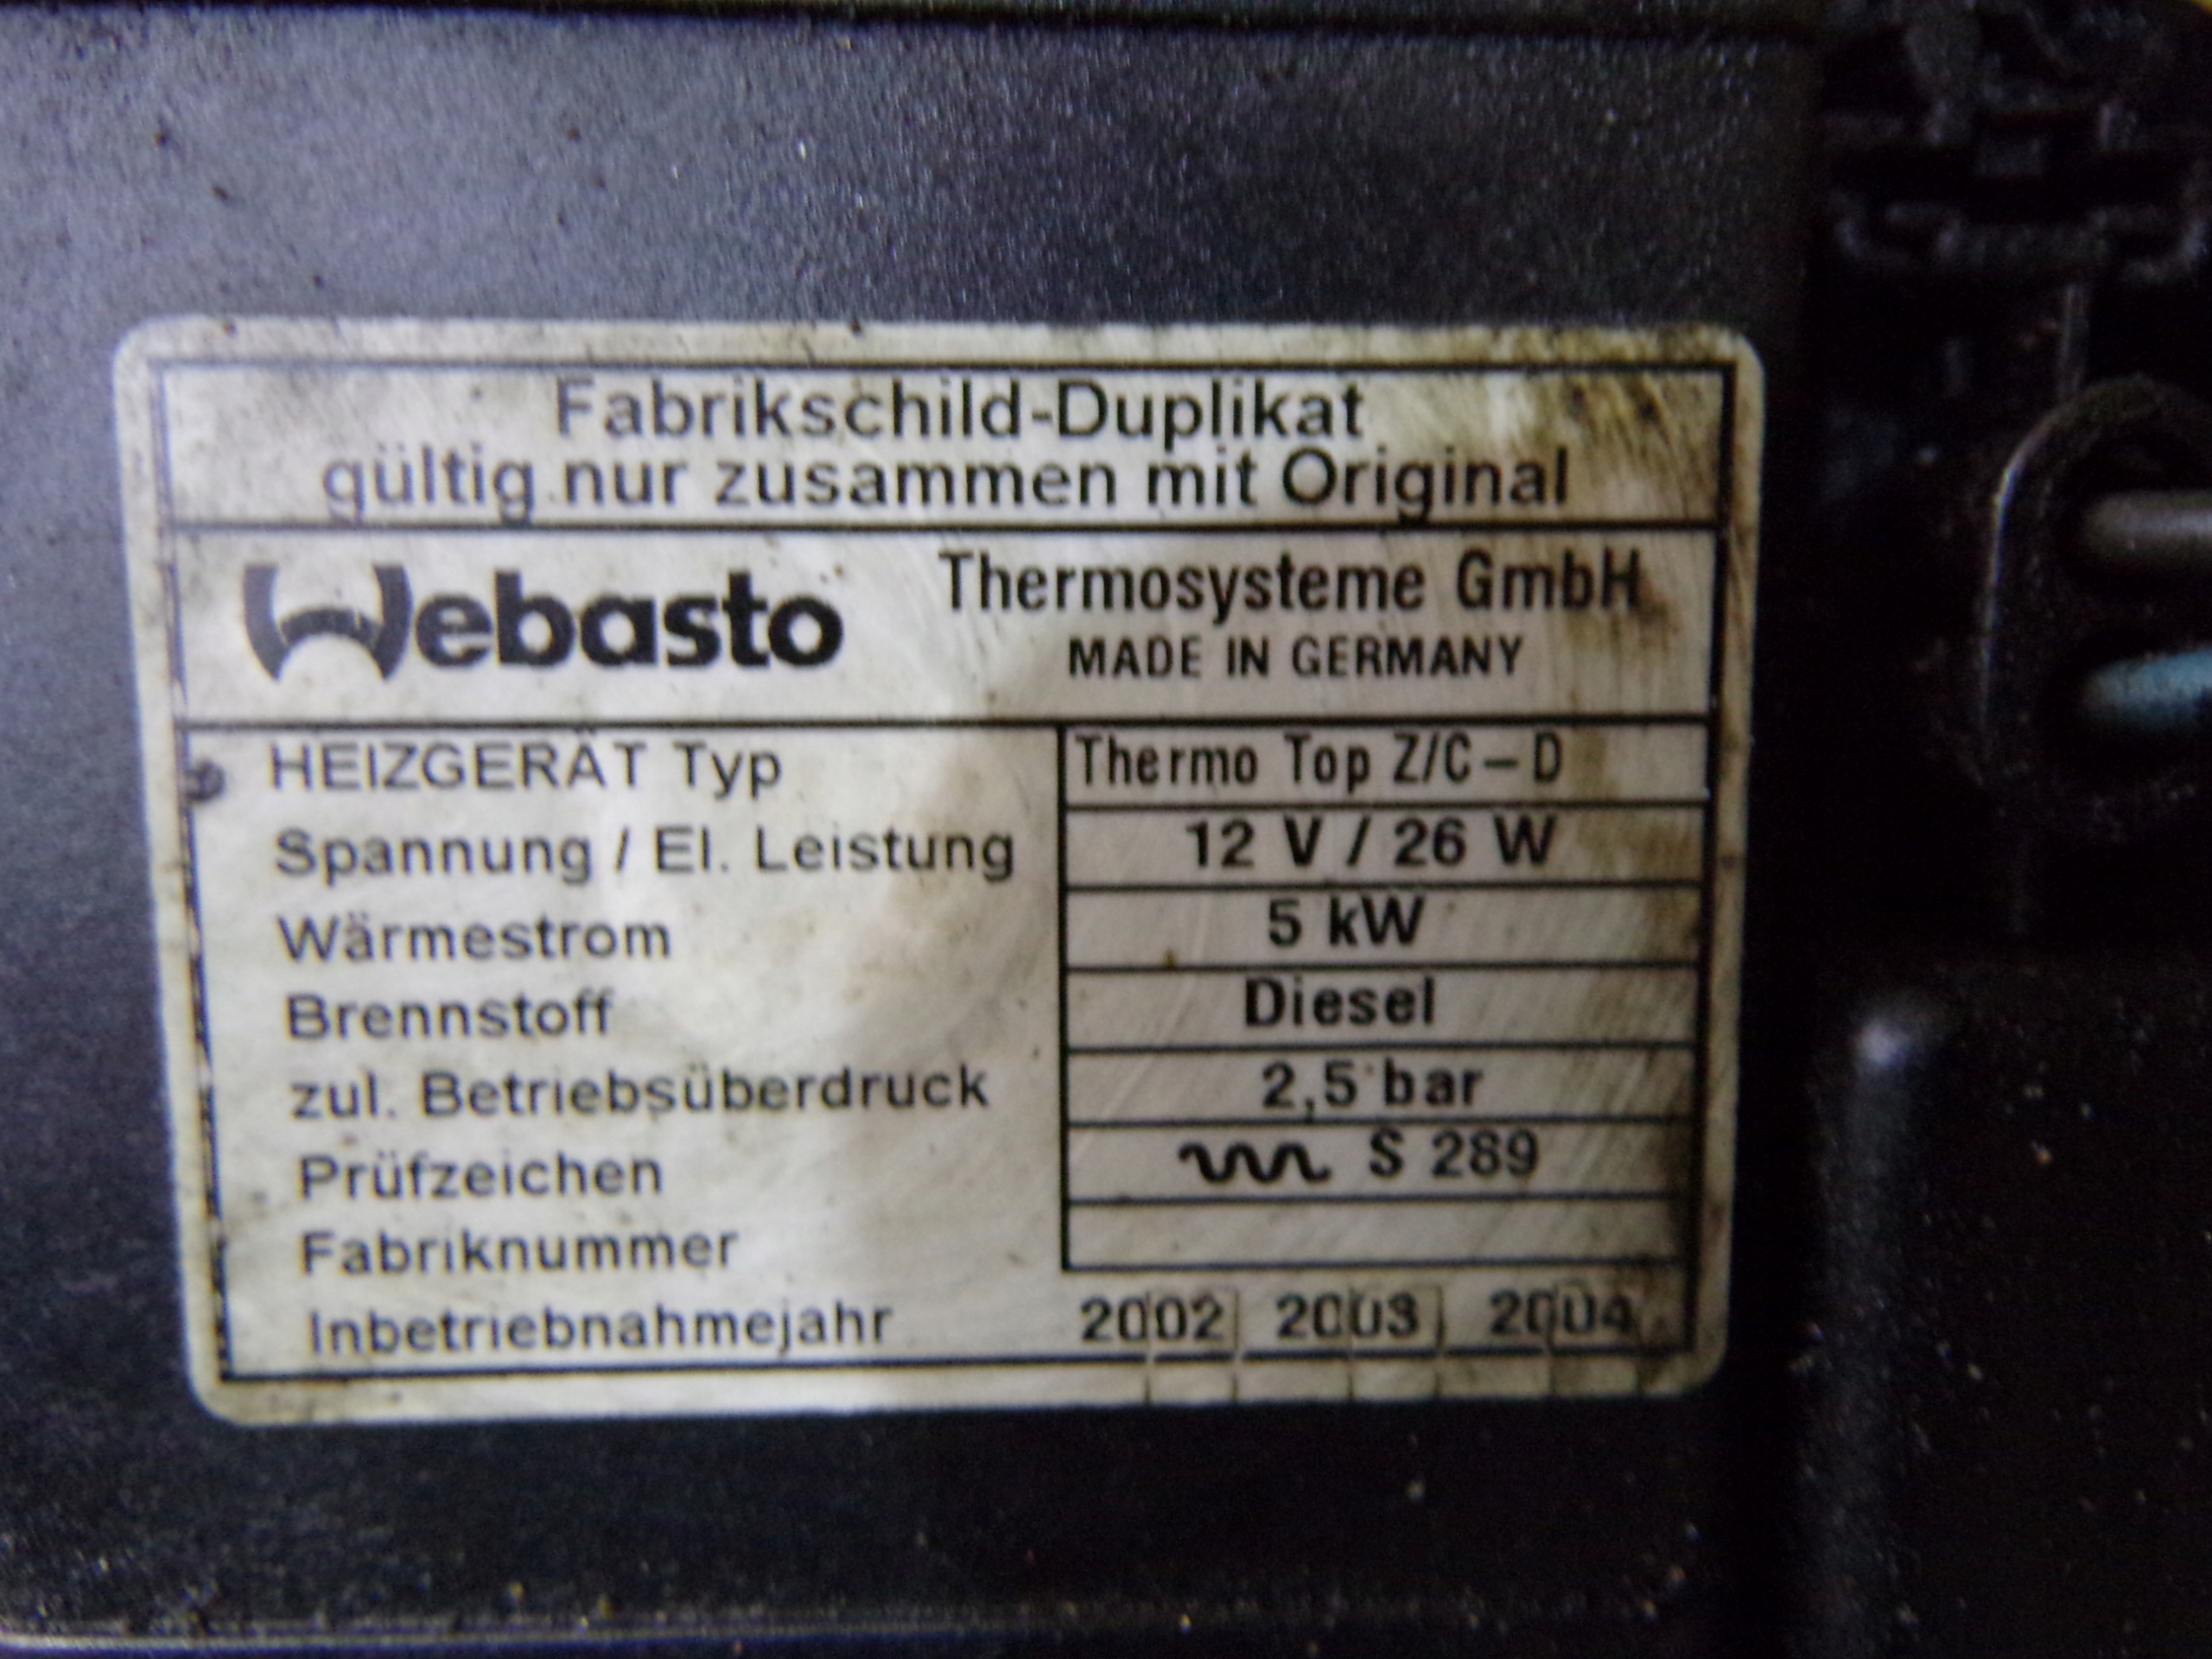 Fabrikschild-Duplikat
gültig nur zusammen mit Original
Webasto Thermosysteme GmbH
MADE IN GERMANY
HEIZGERÄT Typ Thermo Top Z/C – D
Spannung / El. Leistung 12 V / 26 W
Wärmestrom 5 kW
Brennstoff Diesel
zul. Betriebsüberdruck 2,5 bar
Prüfzeichen S 289
Fabriknummer
Inbetriebnahmejahr 2002 2003 2004